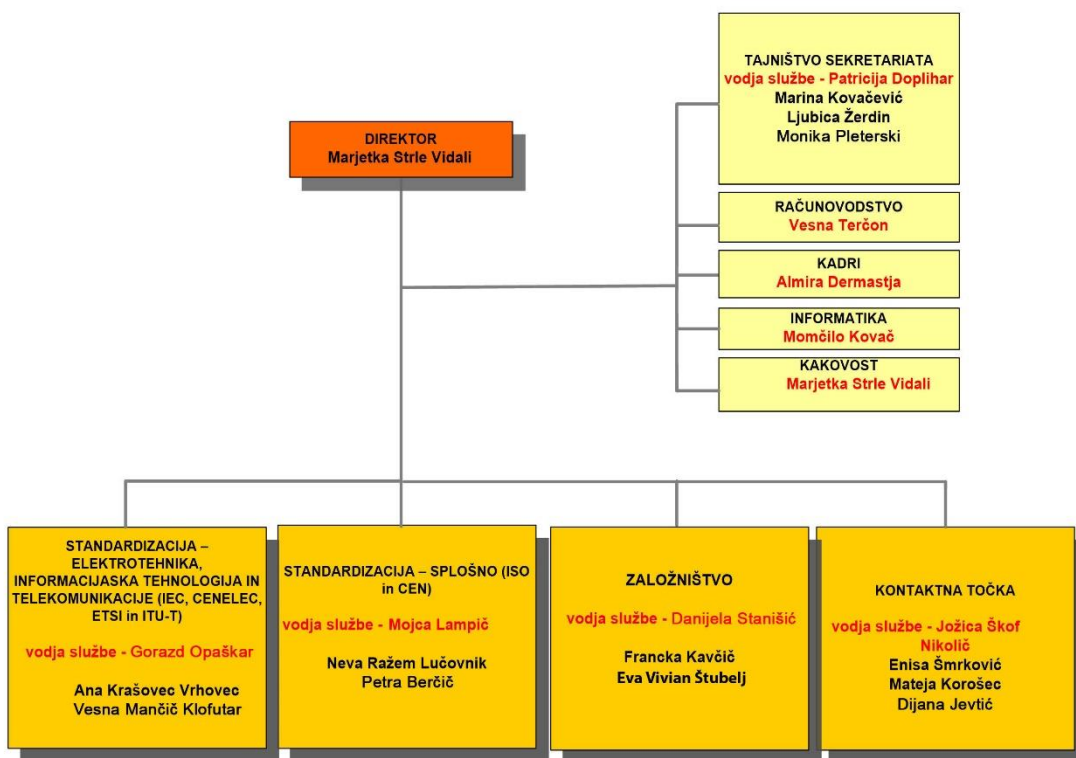 DIREKTOR
Marjetka Strle Vidali
TAJNIŠTVO SEKRETARIATA
vodja službe - Patricija Doplihar
Marina Kovačević
Ljubica Žerdin
Monika Pleterski
RAČUNOVODSTVO
Vesna Terčon
KADRI
Almira Dermastja
INFORMATIKA
Momčilo Kovač
KAKOVOST
Marjetka Strle Vidali
STANDARDIZACIJA –
ELEKTROTEHNIKA,
INFORMACIJASKA TEHNOLOGIJA IN
TELEKOMUNIKACIJE (IEC, CENELEC,
ETSI in ITU-T)
vodja službe - Gorazd Opaškar
Ana Krašovec Vrhovec
Vesna Mančič Klofutar
STANDARDIZACIJA – SPLOŠNO (ISO
in CEN)
vodja službe - Mojca Lampič
Neva Ražem Lučovnik
Petra Berčič
ZALOŽNIŠTVO
vodja službe - Danijela Stanišić
Francka Kavčič
Eva Vivian Štubelj
KONTAKTNA TOČKA
vodja službe - Jožica Škof
Nikolič
Enisa Šmrković
Mateja Korošec
Dijana Jevtić